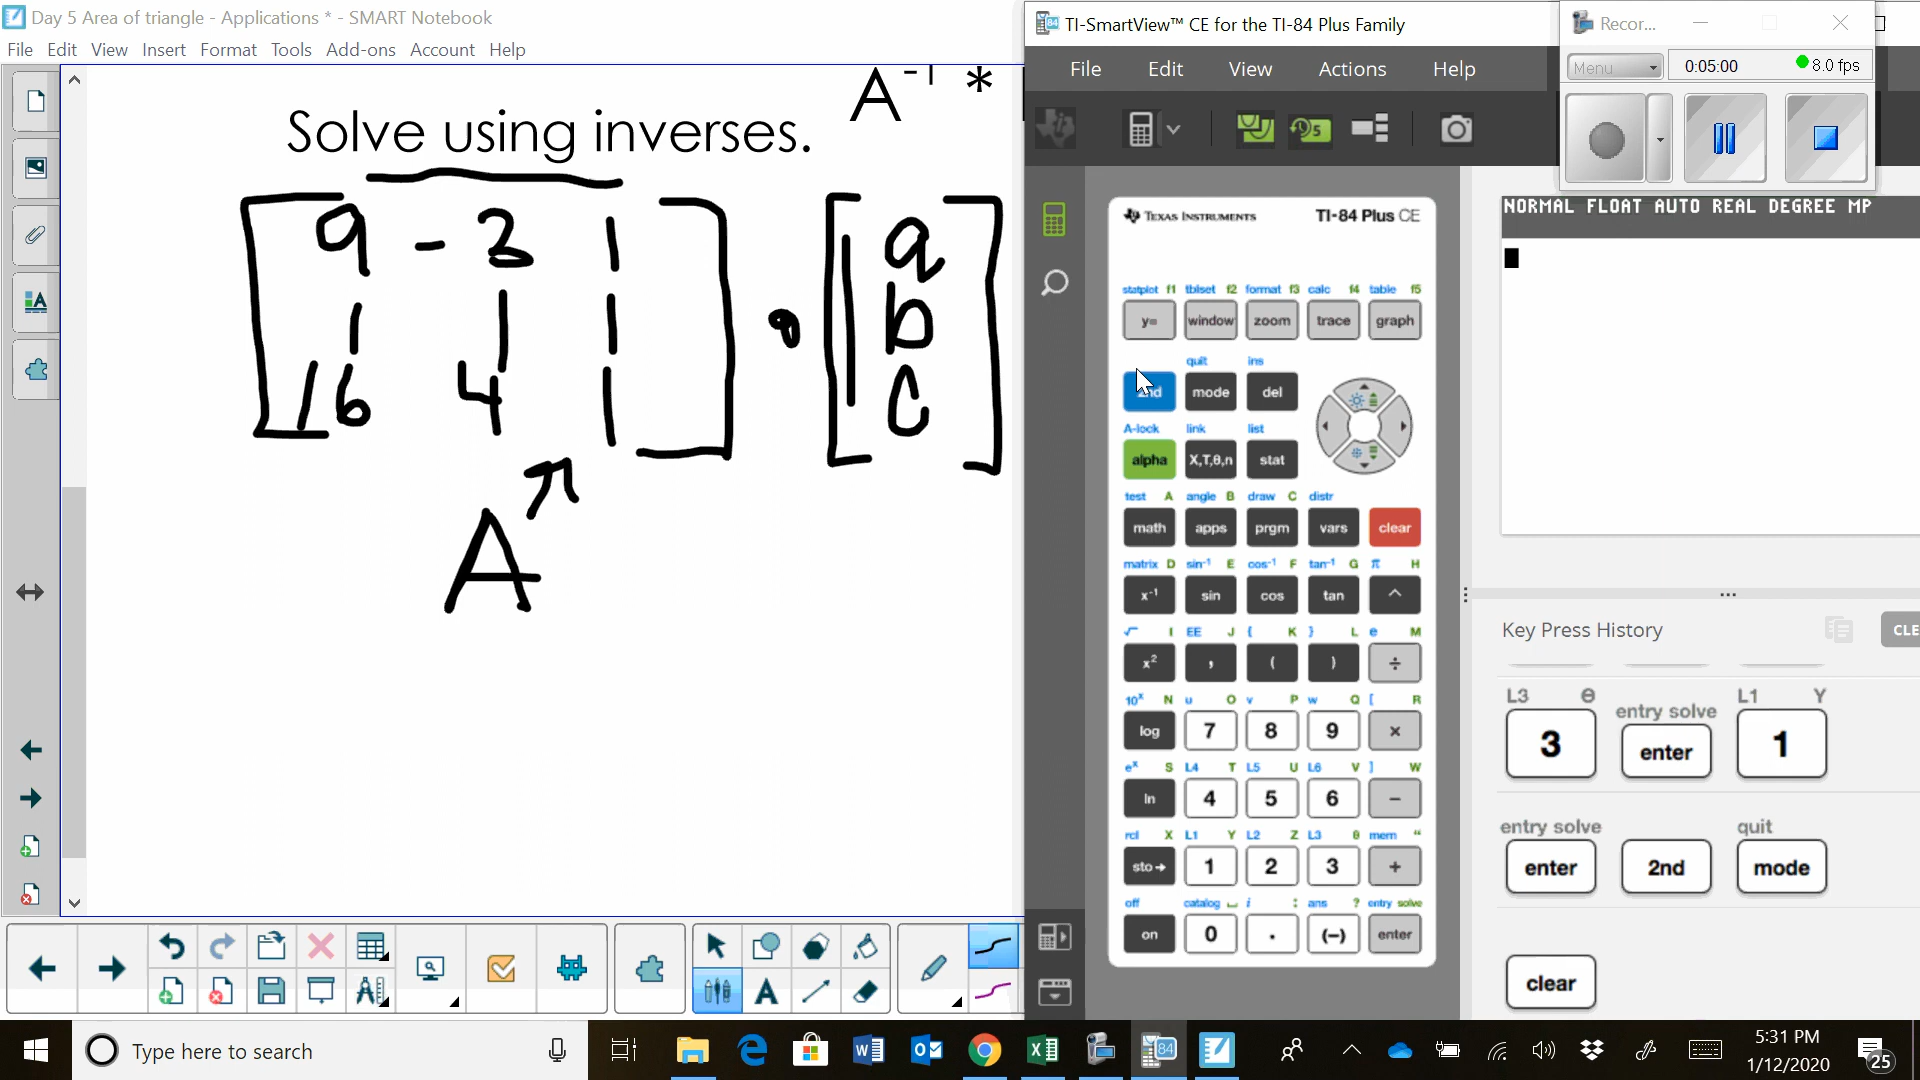 Day 5 Area of triangle - Applications * - SMART Notebook
File Edit View Insert Format Tools Add-ons Account Help
A⁻¹ *
Solve using inverses.
9 -3 1
1 1 1
16 4 1
a
b
c
A
TI-SmartView™ CE for the TI-84 Plus Family
File Edit View Actions Help
Recor...
Menu 0:05:00 8.0 fps
TEXAS INSTRUMENTS TI-84 Plus CE
statplot f1 tblset f2 format f3 calc f4 table f5
y= window zoom trace graph
quit ins
2nd mode del
A-lock link list
alpha X,T,θ,n stat
test A angle B draw C distr
math apps prgm vars clear
matrix D sin⁻¹ E cos⁻¹ F tan⁻¹ G π H
x⁻¹ sin cos tan ^
√ I EE J { K } L e M
x² , ( ) ÷
10ˣ N u O v P w Q [ R
log 7 8 9 ×
eˣ S L4 T L5 U L6 V ] W
ln 4 5 6 −
rcl X L1 Y L2 Z L3 θ mem “
sto→ 1 2 3 +
off catalog ␣ i : ans ? entry solve
on 0 . (−) enter
NORMAL FLOAT AUTO REAL DEGREE MP
Key Press History CLE
L3 Θ entry solve L1 Y
3 enter 1
entry solve quit
enter 2nd mode
clear
Type here to search
5:31 PM
1/12/2020
25